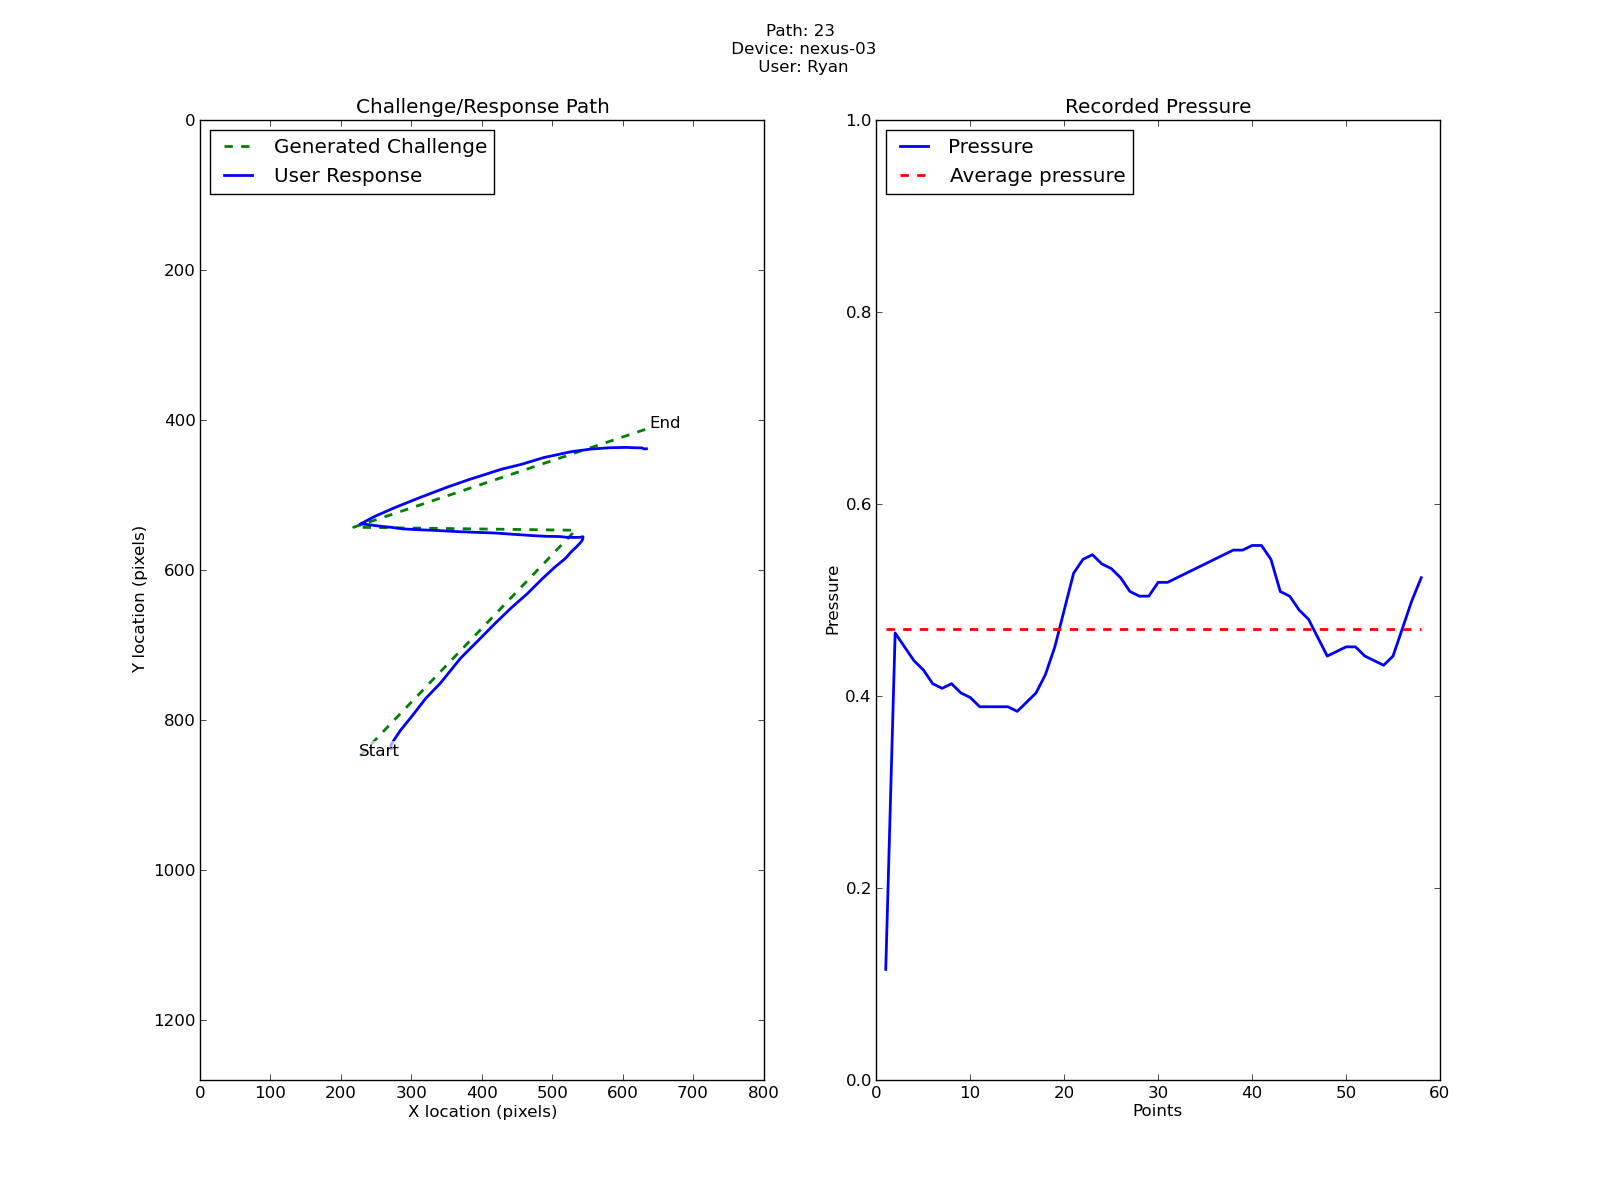 Path: 23
Device: nexus-03
User: Ryan
Challenge/Response Path
Generated Challenge
User Response
0
200
400
600
800
1000
1200
Y location (pixels)
End
Start
0 100 200 300 400 500 600 700 800
X location (pixels)
Recorded Pressure
Pressure
Average pressure
1.0
0.8
0.6
0.4
0.2
0.0
Pressure
0 10 20 30 40 50 60
Points